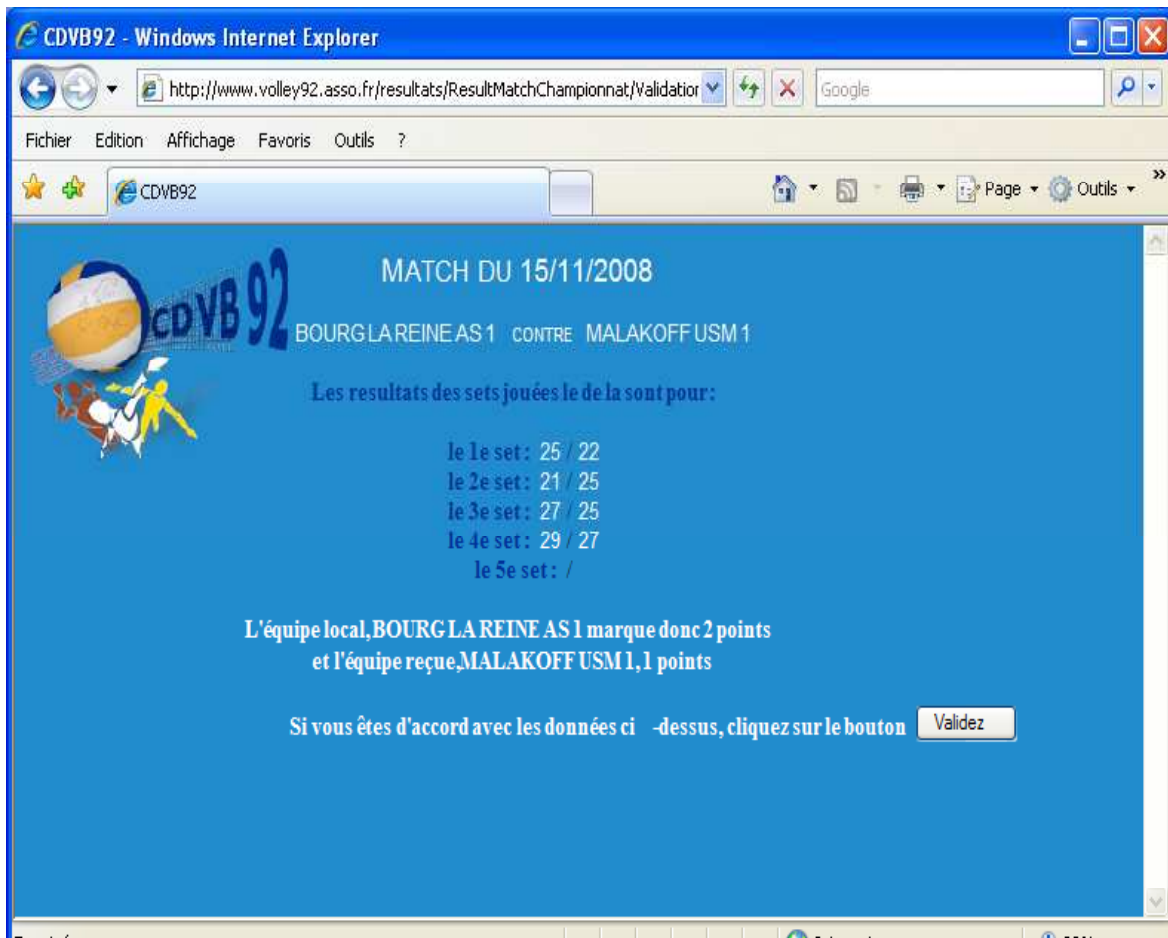 CDVB92 - Windows Internet Explorer
http://www.volley92.asso.fr/resultats/ResultMatchChampionnat/Validation
Google
Fichier Edition Affichage Favoris Outils ?
CDVB92
Page Outils
CDVB 92
MATCH DU 15/11/2008
BOURG LA REINE AS 1 CONTRE MALAKOFF USM 1
Les resultats des sets jouées le de la sont pour :
le 1e set : 25 / 22
le 2e set : 21 / 25
le 3e set : 27 / 25
le 4e set : 29 / 27
le 5e set : /
L'équipe local, BOURG LA REINE AS 1 marque donc 2 points
et l'équipe reçue, MALAKOFF USM 1, 1 points
Si vous êtes d'accord avec les données ci -dessus, cliquez sur le bouton Validez